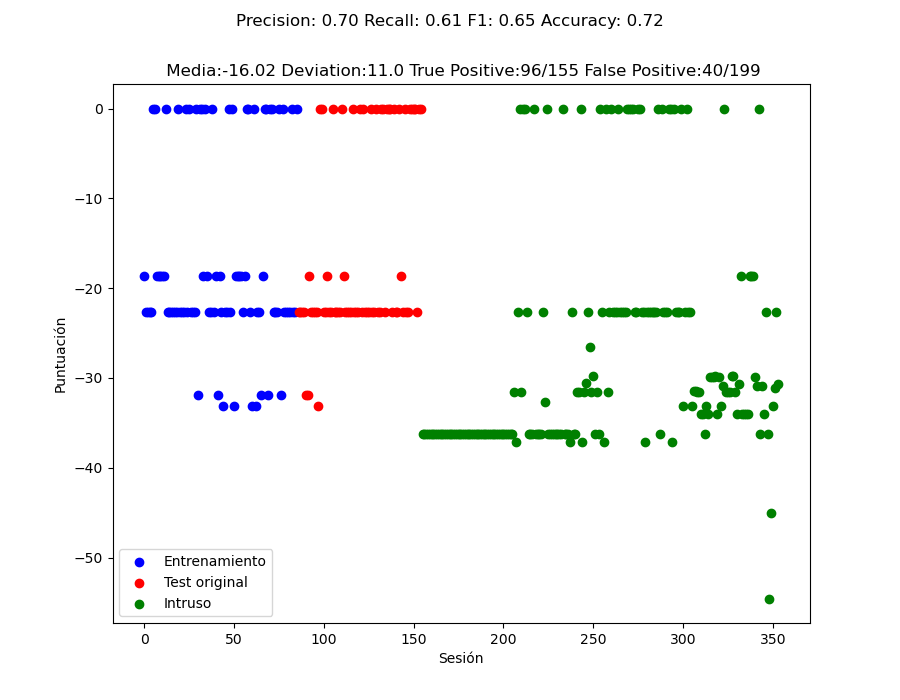 Precision: 0.70 Recall: 0.61 F1: 0.65 Accuracy: 0.72
Media:-16.02 Deviation:11.0 True Positive:96/155 False Positive:40/199
0
−10
−20
−30
−40
−50
Puntuación
Entrenamiento
Test original
Intruso
0 50 100 150 200 250 300 350
Sesión